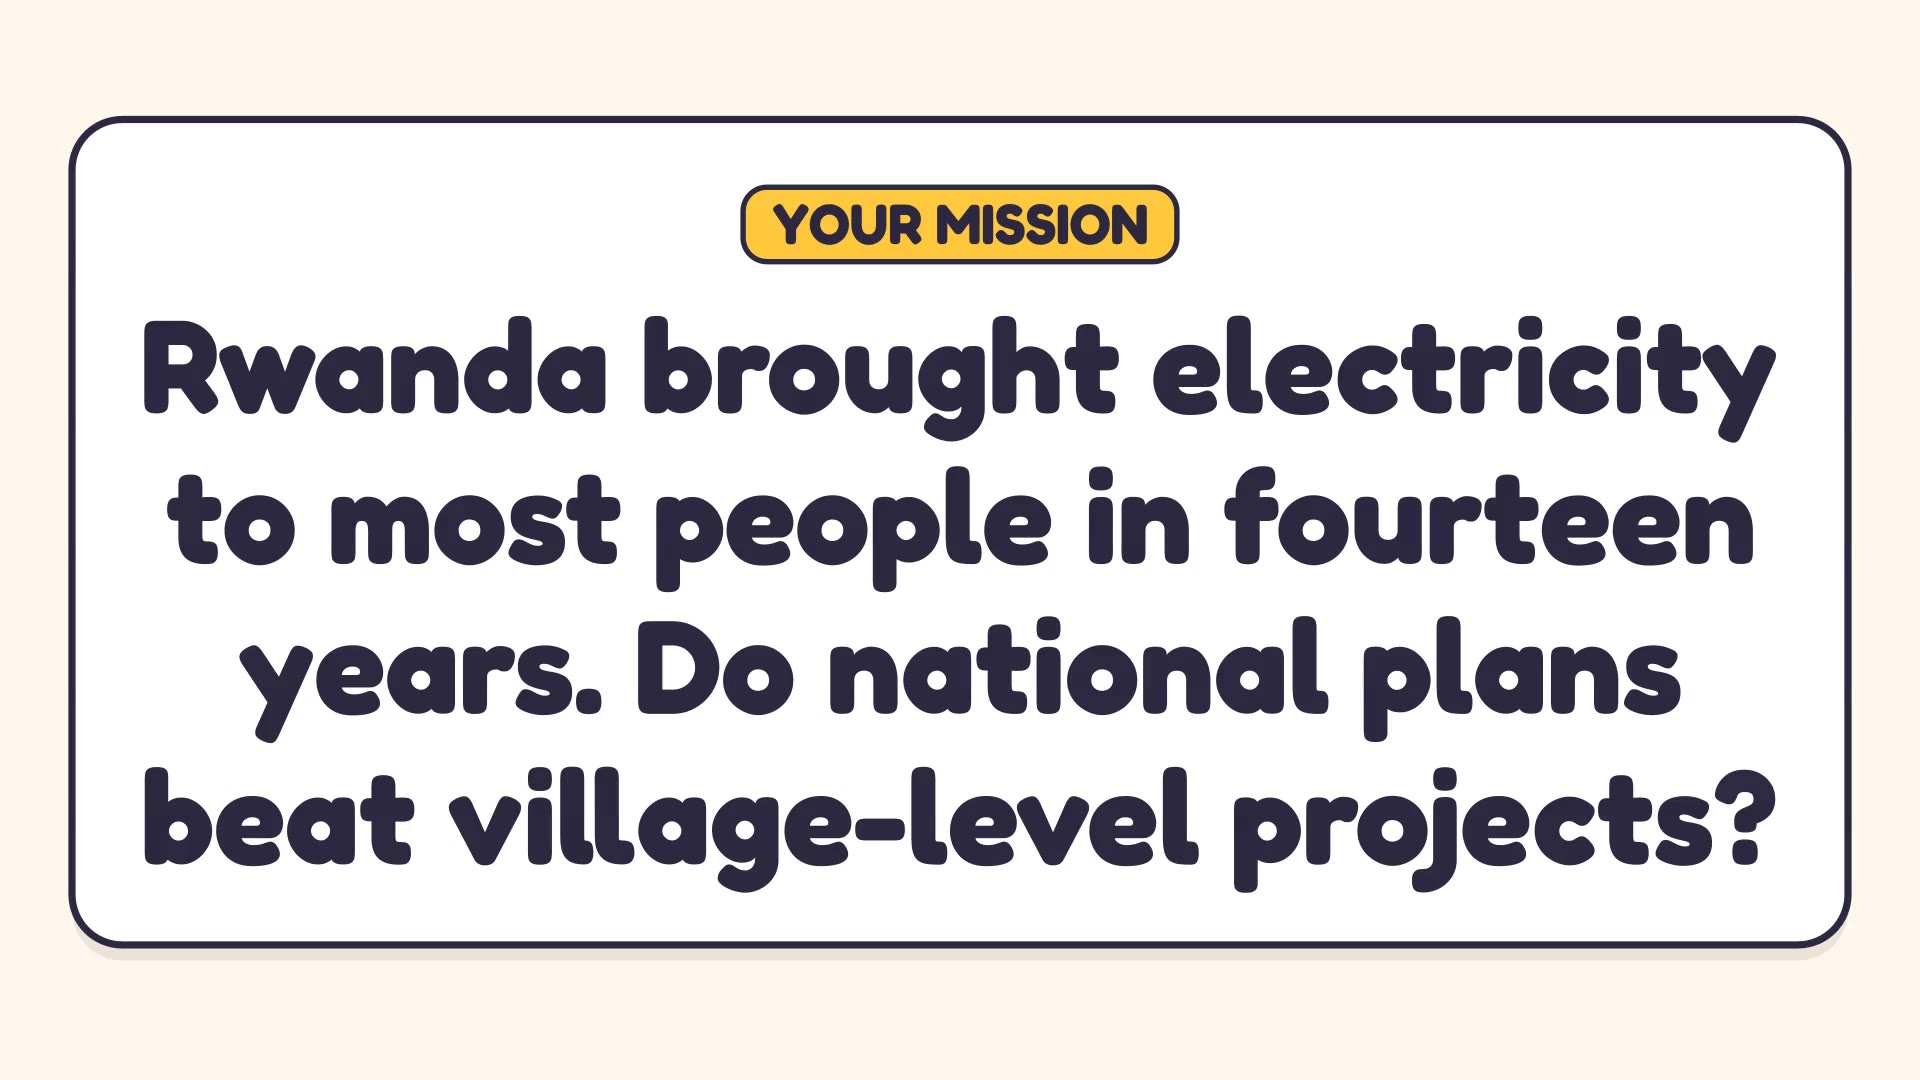 YOUR MISSION
Rwanda brought electricity
to most people in fourteen
years. Do national plans
beat village-level projects?